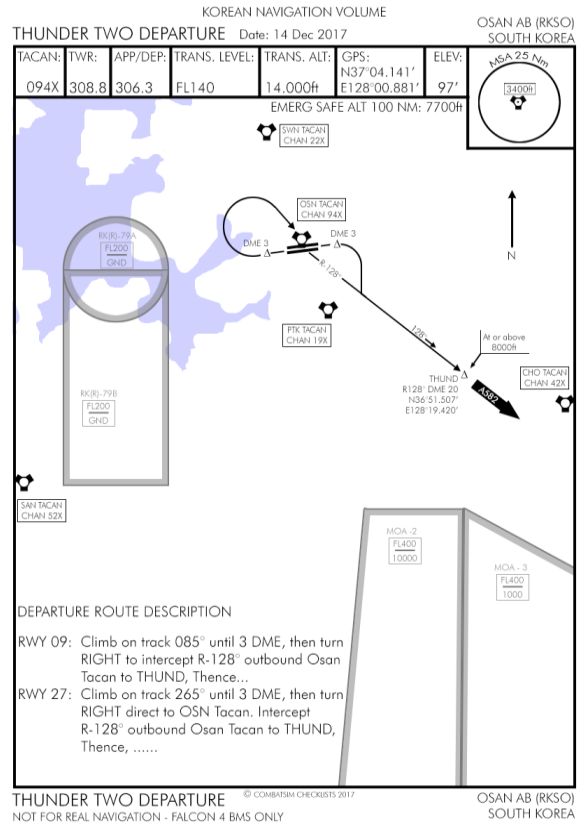 KOREAN NAVIGATION VOLUME
THUNDER TWO DEPARTURE Date: 14 Dec 2017
OSAN AB (RKSO)
SOUTH KOREA
TACAN: TWR: APP/DEP: TRANS. LEVEL: TRANS. ALT: GPS: ELEV:
N37°04.141'
094X 308.8 306.3 FL140 14.000ft E128°00.881' 97'
MSA 25 Nm
3400ft
EMERG SAFE ALT 100 NM: 7700ft
SWN TACAN
CHAN 22X
OSN TACAN
CHAN 94X
N
RK(R)-79A
FL200
GND
DME 3
DME 3
R-128°
PTK TACAN
CHAN 19X
128°
At or above
8000ft
THUND
R128° DME 20
N36°51.507'
E128°19.420'
A582
CHO TACAN
CHAN 42X
RK(R)-79B
FL200
GND
SAN TACAN
CHAN 52X
MOA -2
FL400
10000
MOA - 3
FL400
1000
DEPARTURE ROUTE DESCRIPTION
RWY 09: Climb on track 085° until 3 DME, then turn
RIGHT to intercept R-128° outbound Osan
Tacan to THUND, Thence...
RWY 27: Climb on track 265° until 3 DME, then turn
RIGHT direct to OSN Tacan. Intercept
R-128° outbound Osan Tacan to THUND,
Thence, ......
THUNDER TWO DEPARTURE
© COMBATSIM CHECKLISTS 2017
OSAN AB (RKSO)
NOT FOR REAL NAVIGATION - FALCON 4 BMS ONLY
SOUTH KOREA